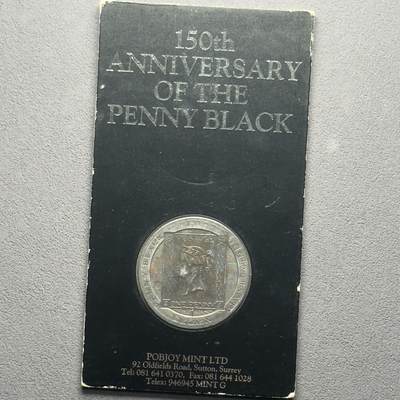 150th
ANNIVERSARY
OF THE
PENNY BLACK
POBJOY MINT LTD
92 Oldfields Road, Sutton, Surrey
Tel: 081 641 0370, Fax: 081 644 1028
Telex: 946945 MINT G